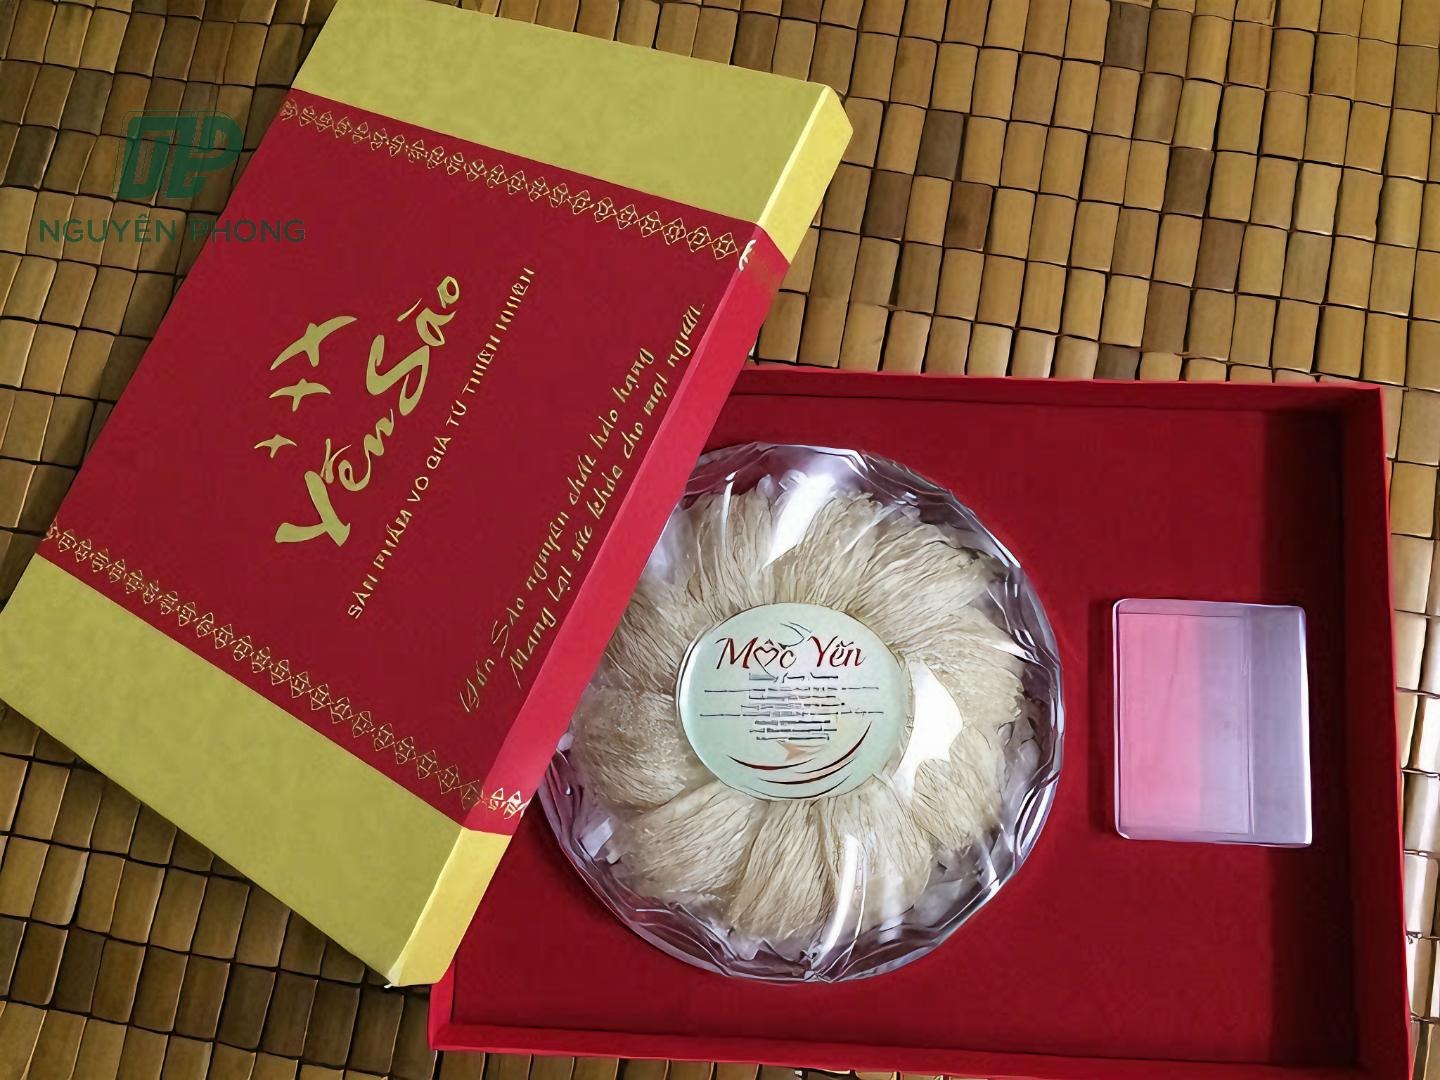 NGUYÊN PHONG
Yến Sào
SẢN PHẨM VÔ GIÁ TỪ THIÊN NHIÊN
Yến Sào nguyên chất hảo hạng
Mang lại sức khỏe cho mọi người.
Mộc Yến